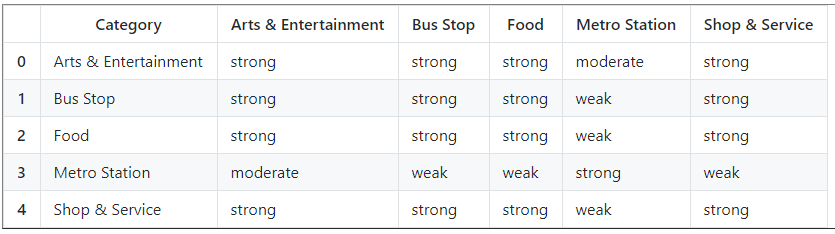 Category Arts & Entertainment Bus Stop Food Metro Station Shop & Service
0 Arts & Entertainment strong strong strong moderate strong
1 Bus Stop strong strong strong weak strong
2 Food strong strong strong weak strong
3 Metro Station moderate weak weak strong weak
4 Shop & Service strong strong strong weak strong